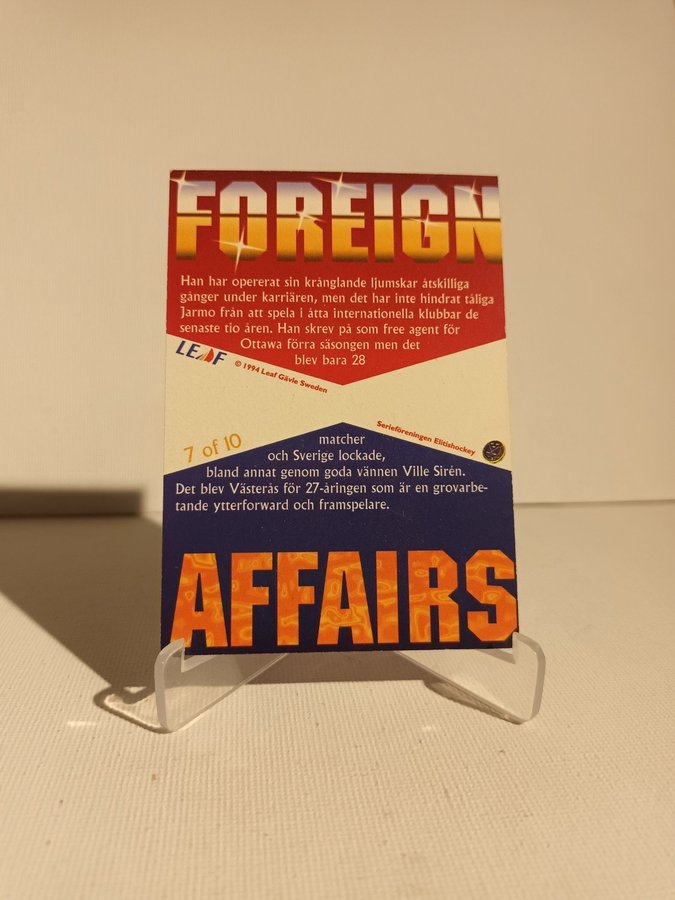 FOREIGN
Han har opererat sin krånglande ljumskar åtskilliga
gånger under karriären, men det har inte hindrat tåliga
Jarmo från att spela i åtta internationella klubbar de
senaste tio åren. Han skrev på som free agent för
Ottawa förra säsongen men det
blev bara 28
LEAF
© 1994 Leaf Gävle Sweden
Serieföreningen Elitishockey
7 of 10
matcher
och Sverige lockade,
bland annat genom goda vännen Ville Sirén.
Det blev Västerås för 27-åringen som är en grovarbe-
tande ytterforward och framspelare.
AFFAIRS